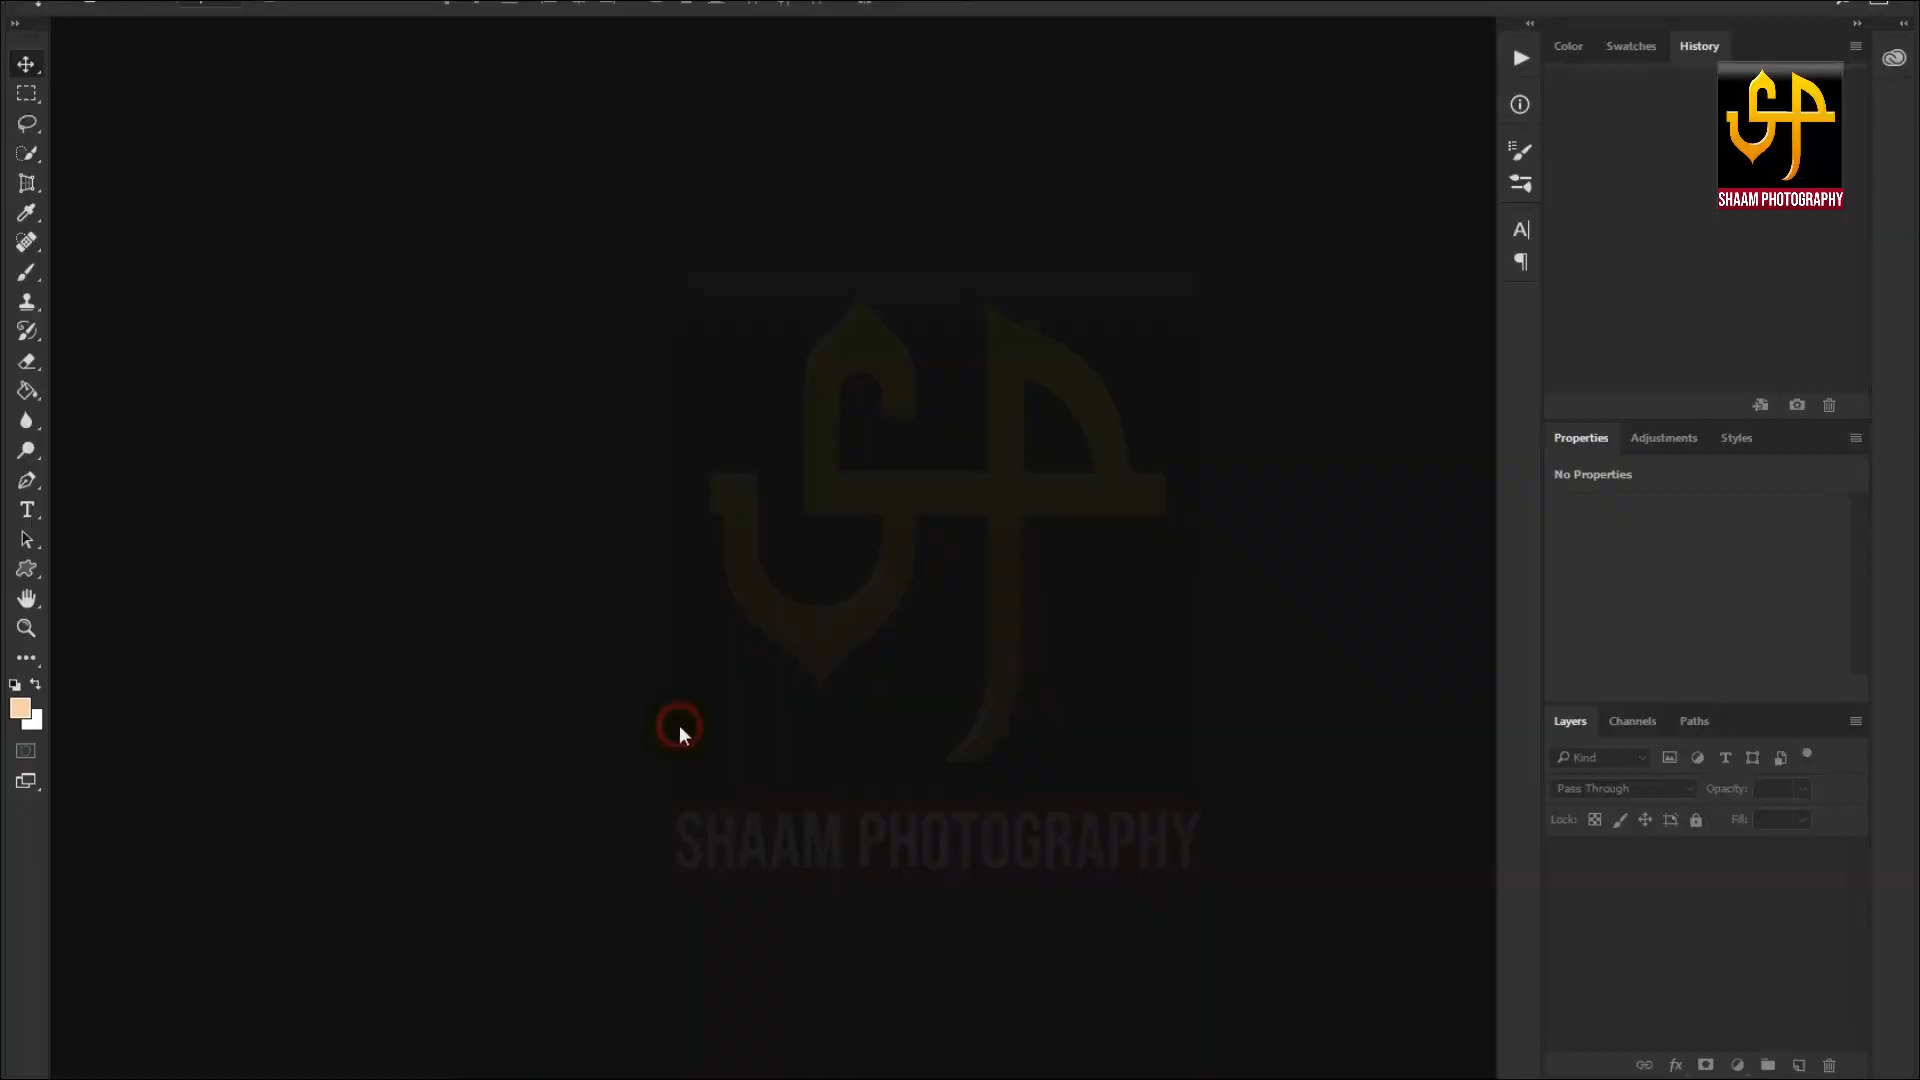 Color Swatches History
SHAAM PHOTOGRAPHY
Properties Adjustments Styles
No Properties
SHAAM PHOTOGRAPHY
Layers Channels Paths
Kind
Pass Through Opacity:
Lock: Fill: